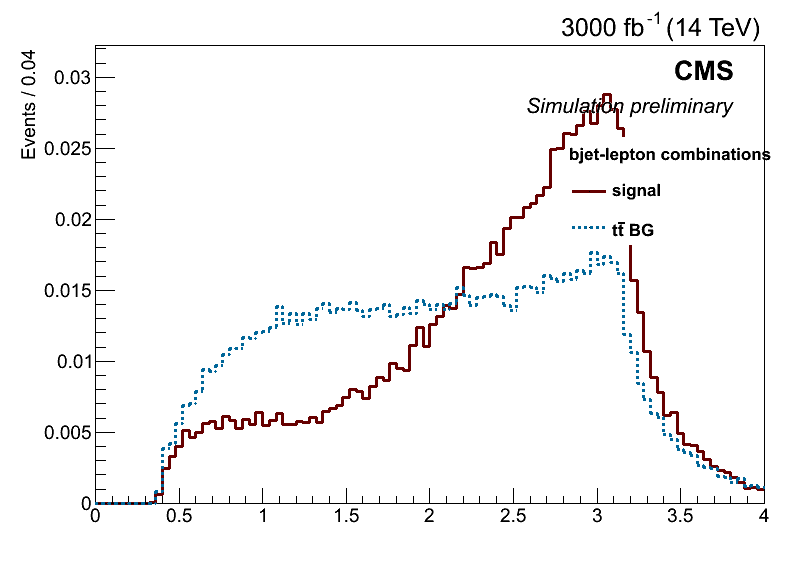 3000 fb-1 (14 TeV)
CMS
Simulation preliminary
Events / 0.04
bjet-lepton combinations
signal
tt̄ BG
0.03
0.025
0.02
0.015
0.01
0.005
0
0 0.5 1 1.5 2 2.5 3 3.5 4